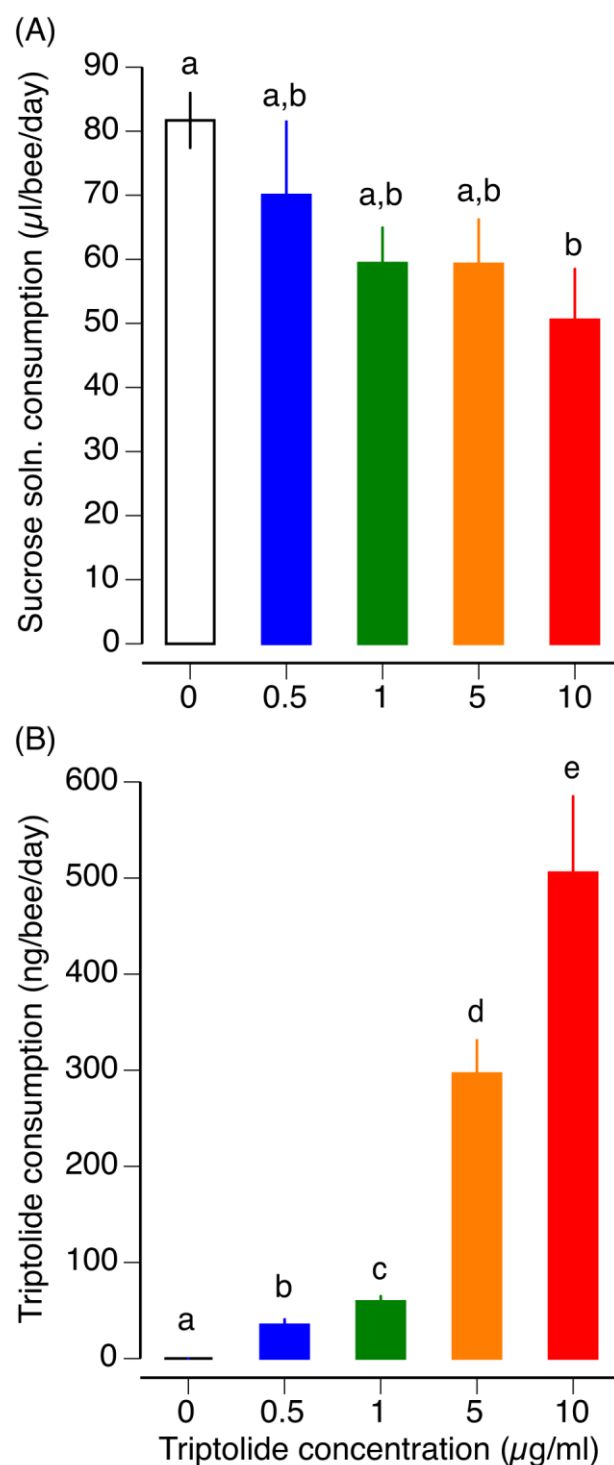 (A)
Sucrose soln. consumption (µl/bee/day)
90
80
70
60
50
40
30
20
10
0
a
a,b
a,b
a,b
b
0 0.5 1 5 10
(B)
Triptolide consumption (ng/bee/day)
600
500
400
300
200
100
0
a
b
c
d
e
0 0.5 1 5 10
Triptolide concentration (µg/ml)